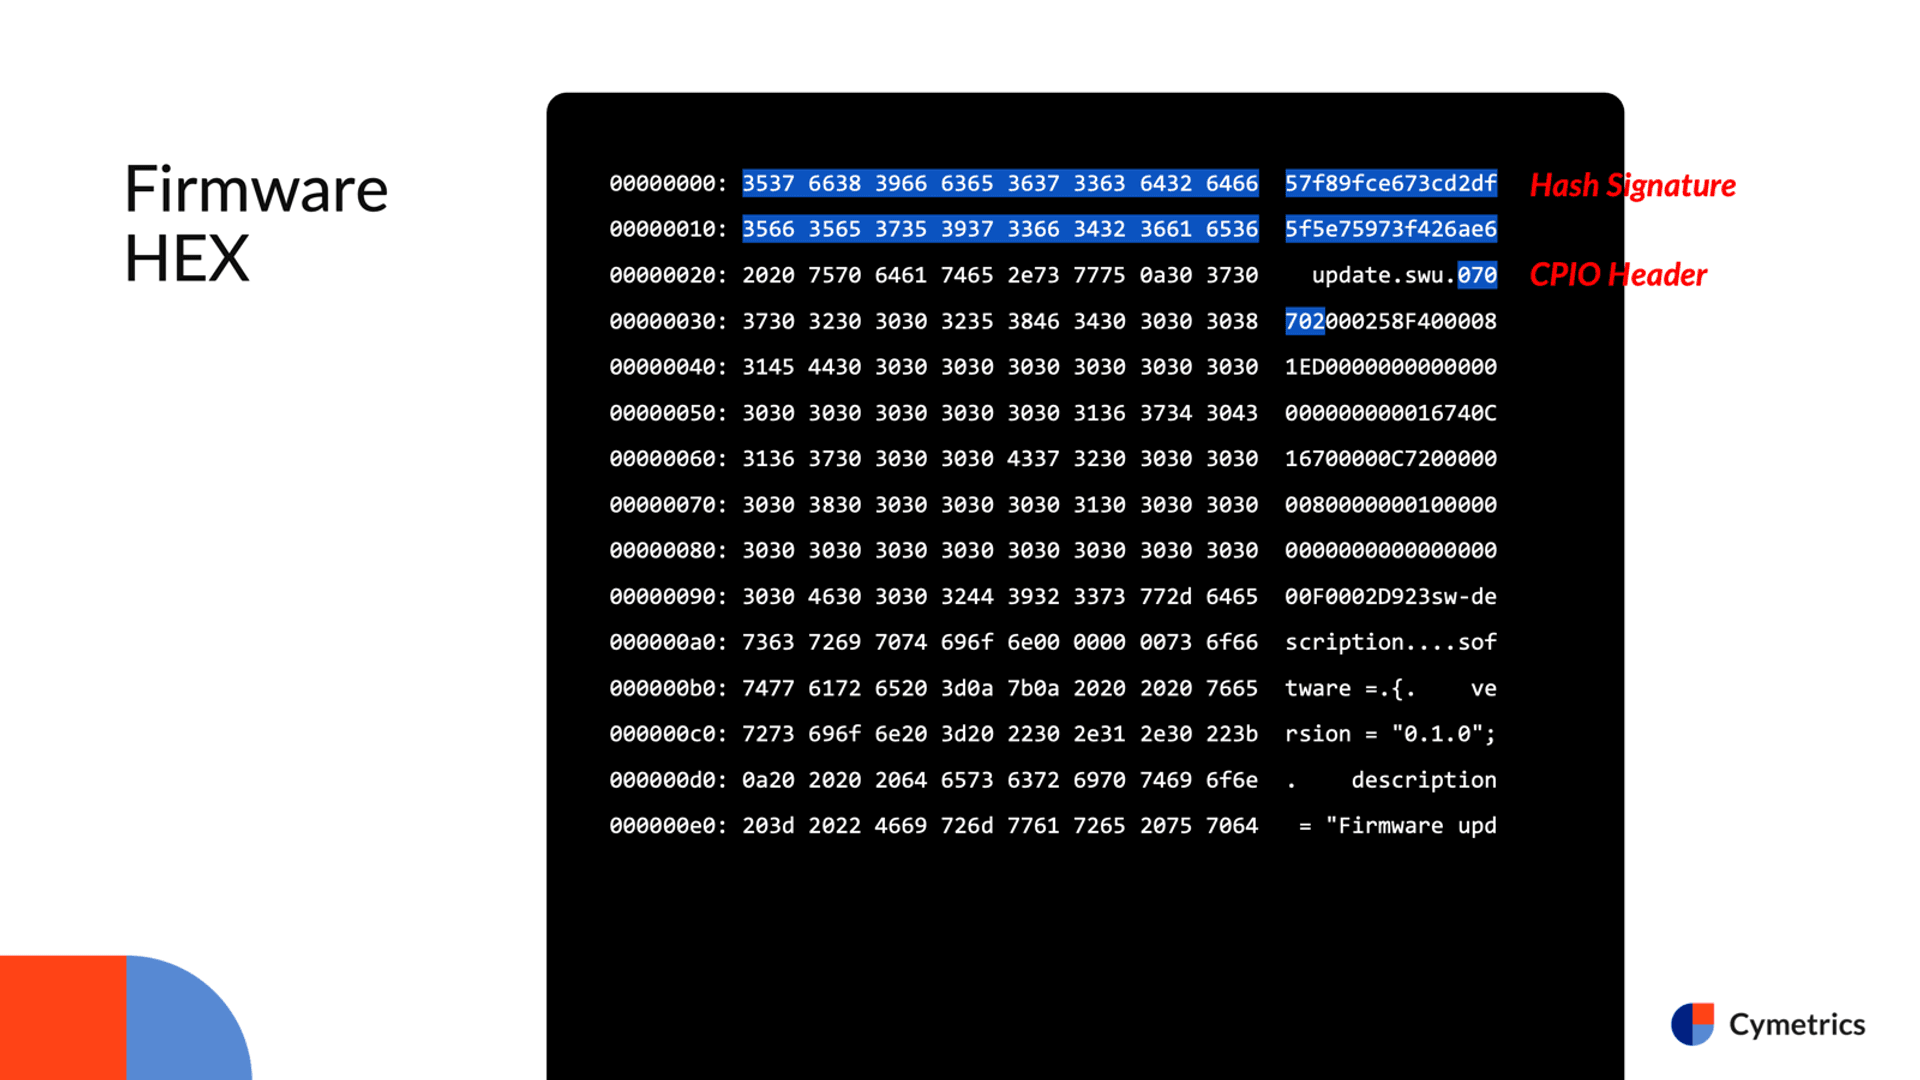 Firmware
HEX
00000000: 3537 6638 3966 6365 3637 3363 6432 6466  57f89fce673cd2df
Hash Signature
00000010: 3566 3565 3735 3937 3366 3432 3661 6536  5f5e75973f426ae6
00000020: 2020 7570 6461 7465 2e73 7775 0a30 3730    update.swu.070
CPIO Header
00000030: 3730 3230 3030 3235 3846 3430 3030 3038  702000258F400008
00000040: 3145 4430 3030 3030 3030 3030 3030 3030  1ED0000000000000
00000050: 3030 3030 3030 3030 3030 3136 3734 3043  000000000016740C
00000060: 3136 3730 3030 3030 4337 3230 3030 3030  16700000C7200000
00000070: 3030 3830 3030 3030 3030 3130 3030 3030  0080000000100000
00000080: 3030 3030 3030 3030 3030 3030 3030 3030  0000000000000000
00000090: 3030 4630 3030 3244 3932 3373 772d 6465  00F0002D923sw-de
000000a0: 7363 7269 7074 696f 6e00 0000 0073 6f66  scription....sof
000000b0: 7477 6172 6520 3d0a 7b0a 2020 2020 7665  tware =.{.    ve
000000c0: 7273 696f 6e20 3d20 2230 2e31 2e30 223b  rsion = "0.1.0";
000000d0: 0a20 2020 2064 6573 6372 6970 7469 6f6e  .    description
000000e0: 203d 2022 4669 726d 7761 7265 2075 7064   = "Firmware upd
Cymetrics